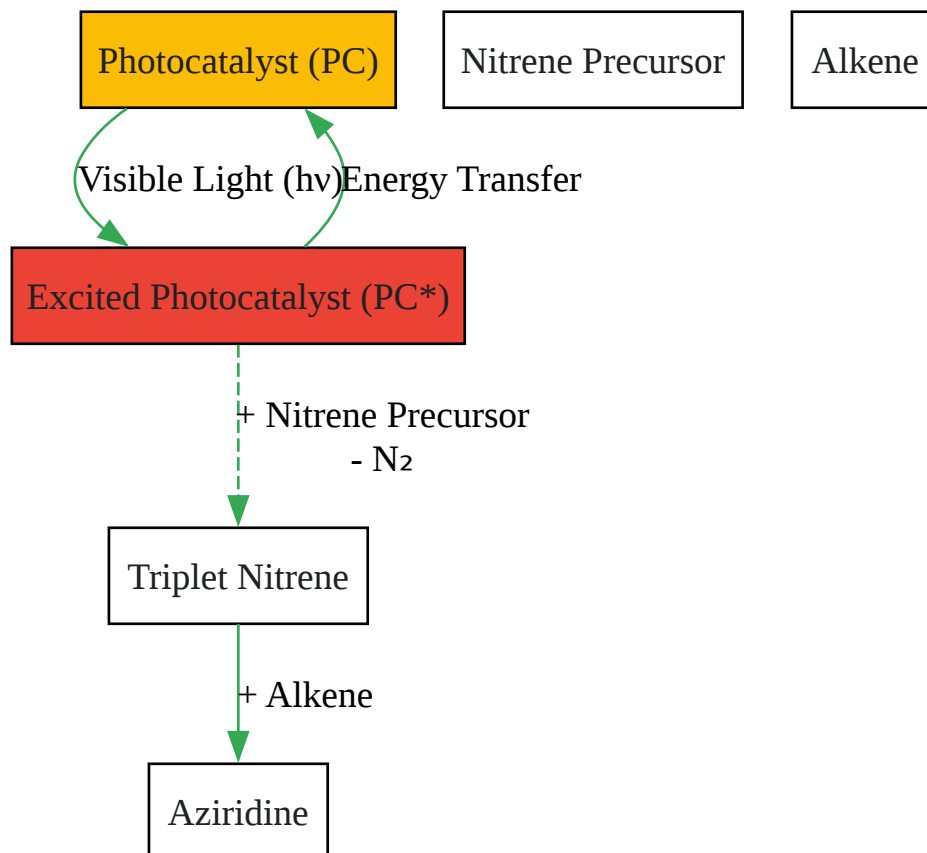 Photocatalyst (PC)
Nitrene Precursor
Alkene
Visible Light (hν)
Energy Transfer
Excited Photocatalyst (PC*)
+ Nitrene Precursor
- N₂
Triplet Nitrene
+ Alkene
Aziridine